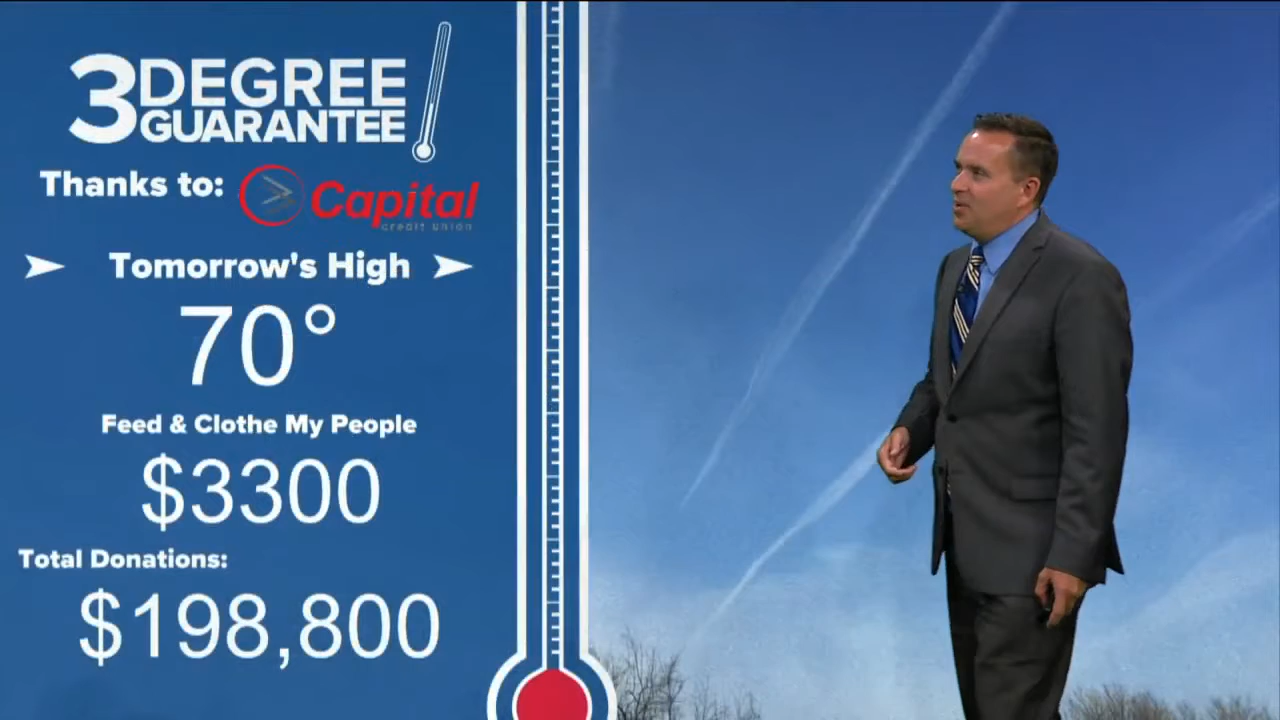 3 DEGREE
GUARANTEE
Thanks to: Capital
credit union
Tomorrow's High
70°
Feed & Clothe My People
$3300
Total Donations:
$198,800